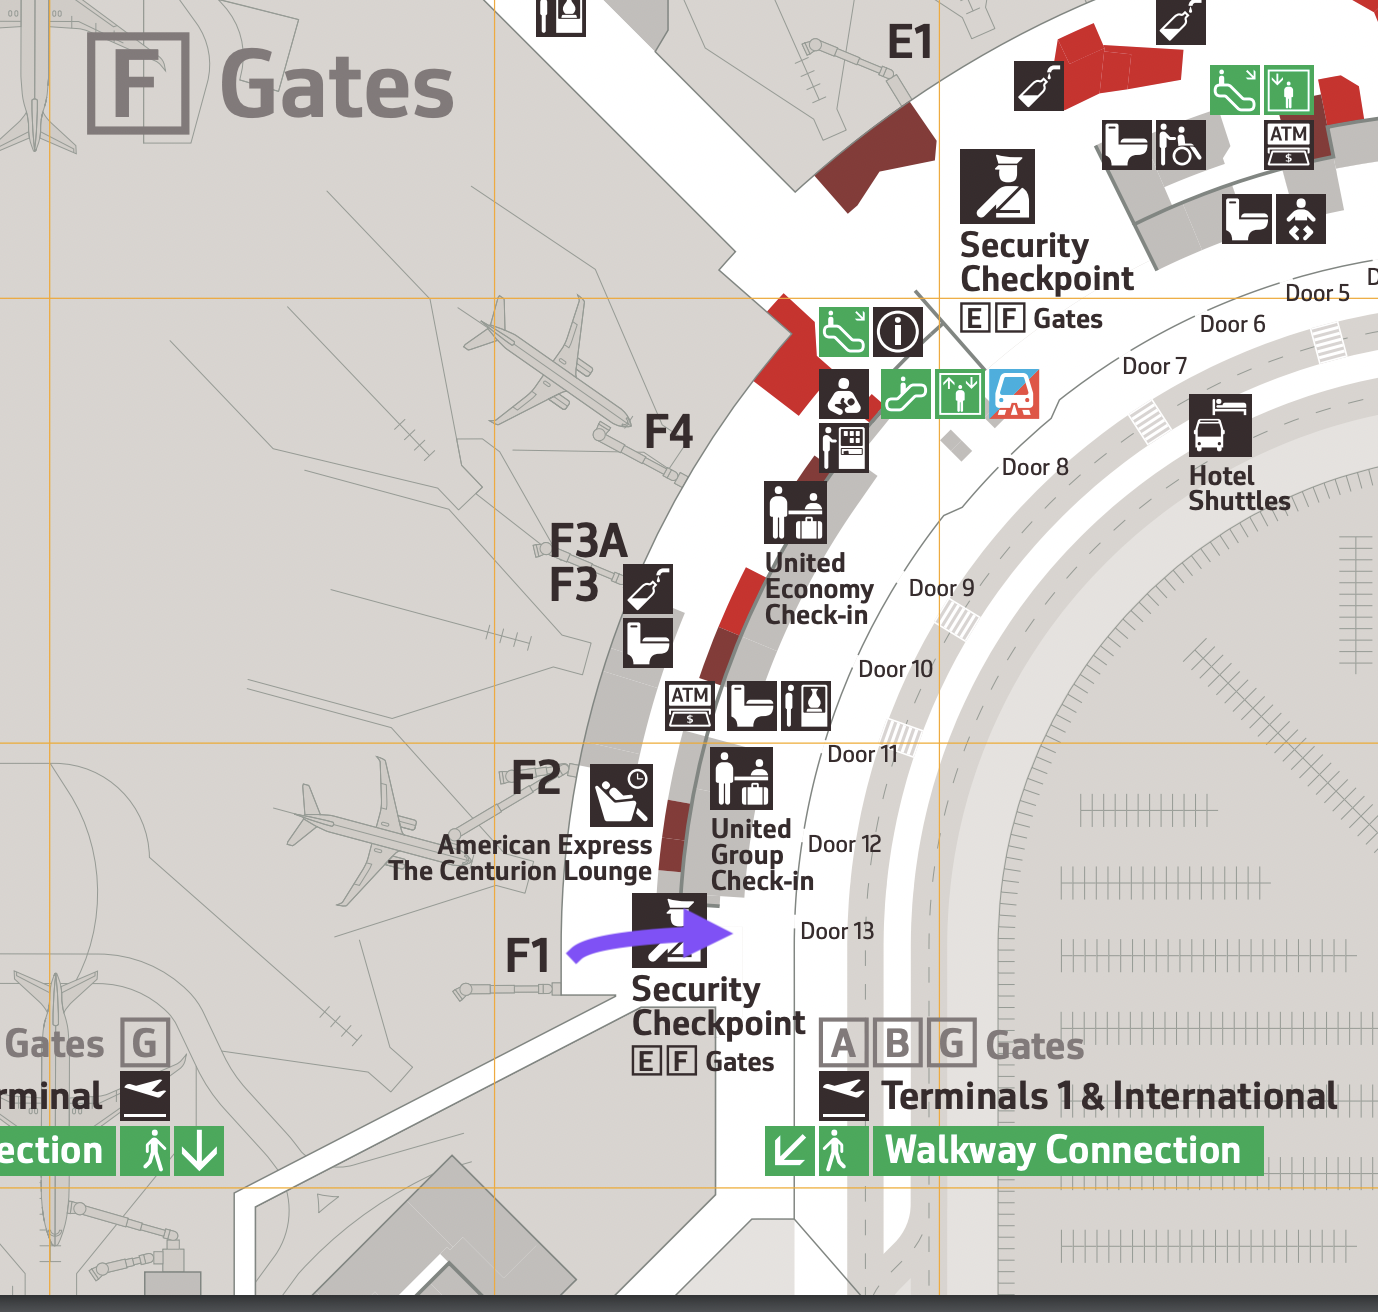 F Gates
E1
ATM
$
Security
Checkpoint
E F Gates
Door 5
Door 6
Door 7
Hotel
Shuttles
Door 8
F4
F3A
F3
United
Economy
Check-in
Door 9
Door 10
ATM
$
Door 11
F2
American Express
The Centurion Lounge
United
Group
Check-in
Door 12
Door 13
F1
Security
Checkpoint
E F Gates
Gates G
rminal
ection
A B G Gates
Terminals 1 & International
Walkway Connection